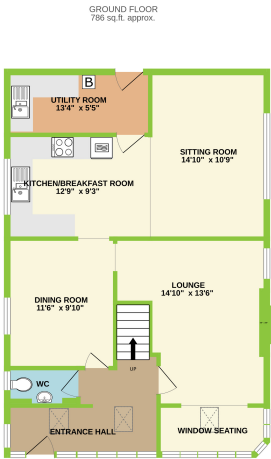 GROUND FLOOR
786 sq.ft. approx.
B
UTILITY ROOM
13'4" x 5'5"
SITTING ROOM
14'10" x 10'9"
KITCHEN/BREAKFAST ROOM
12'9" x 9'3"
LOUNGE
14'10" x 13'6"
DINING ROOM
11'6" x 9'10"
UP
WC
ENTRANCE HALL
WINDOW SEATING